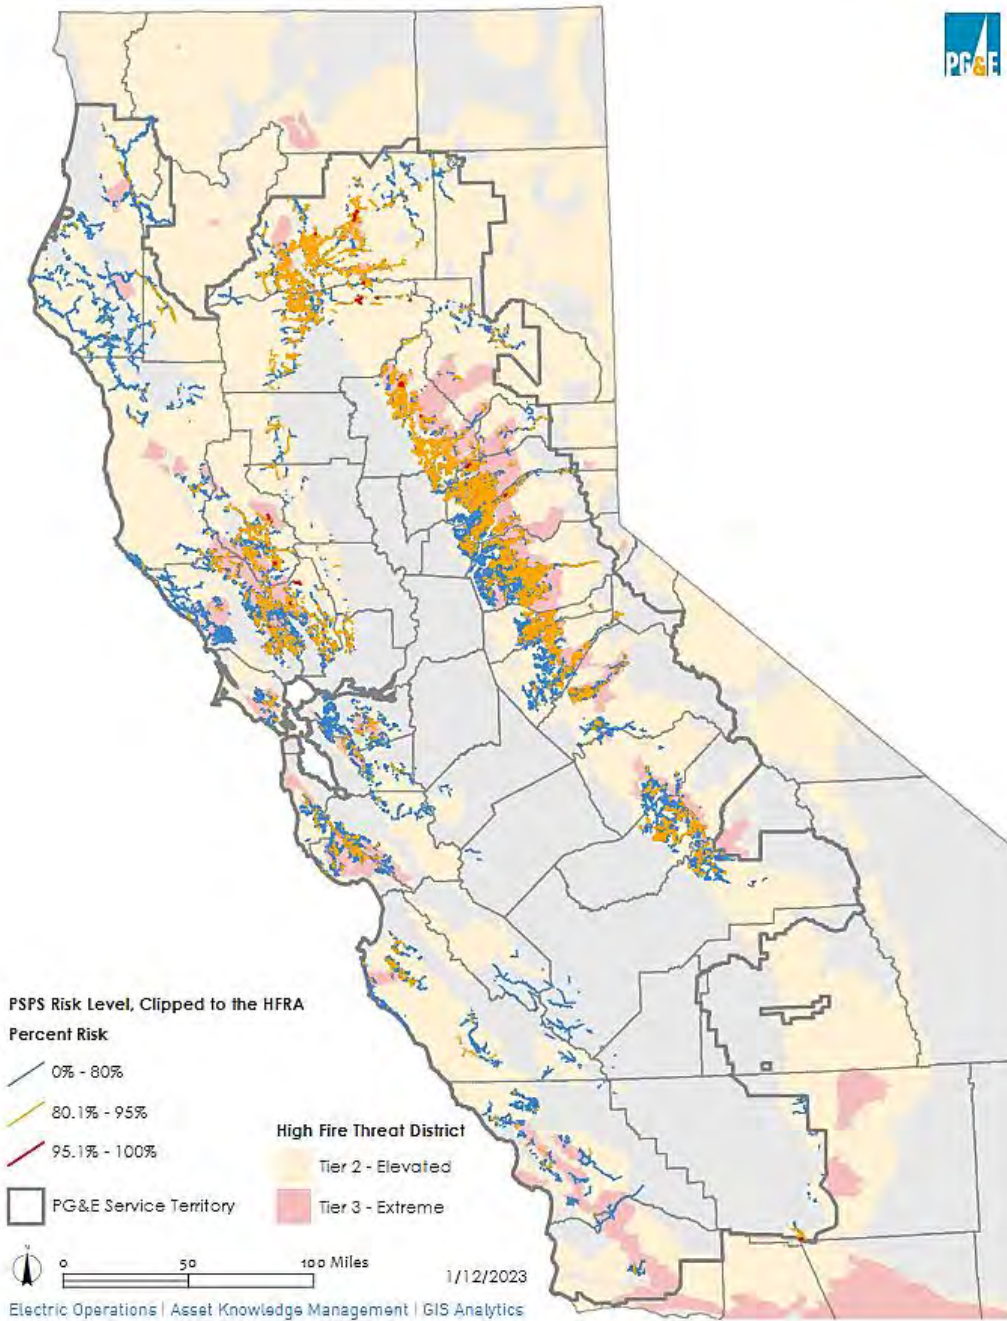 PG&E
PSPS Risk Level, Clipped to the HFRA
Percent Risk
0% - 80%
80.1% - 95%
95.1% - 100%
PG&E Service Territory
High Fire Threat District
Tier 2 - Elevated
Tier 3 - Extreme
N
0 50 100 Miles
1/12/2023
Electric Operations | Asset Knowledge Management | GIS Analytics